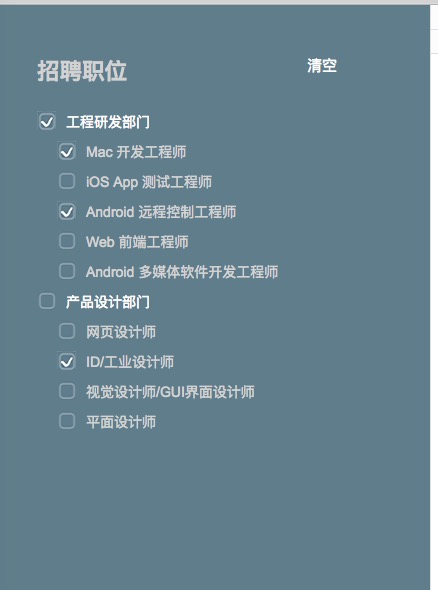 招聘职位
清空
工程研发部门
Mac 开发工程师
iOS App 测试工程师
Android 远程控制工程师
Web 前端工程师
Android 多媒体软件开发工程师
产品设计部门
网页设计师
ID/工业设计师
视觉设计师/GUI界面设计师
平面设计师